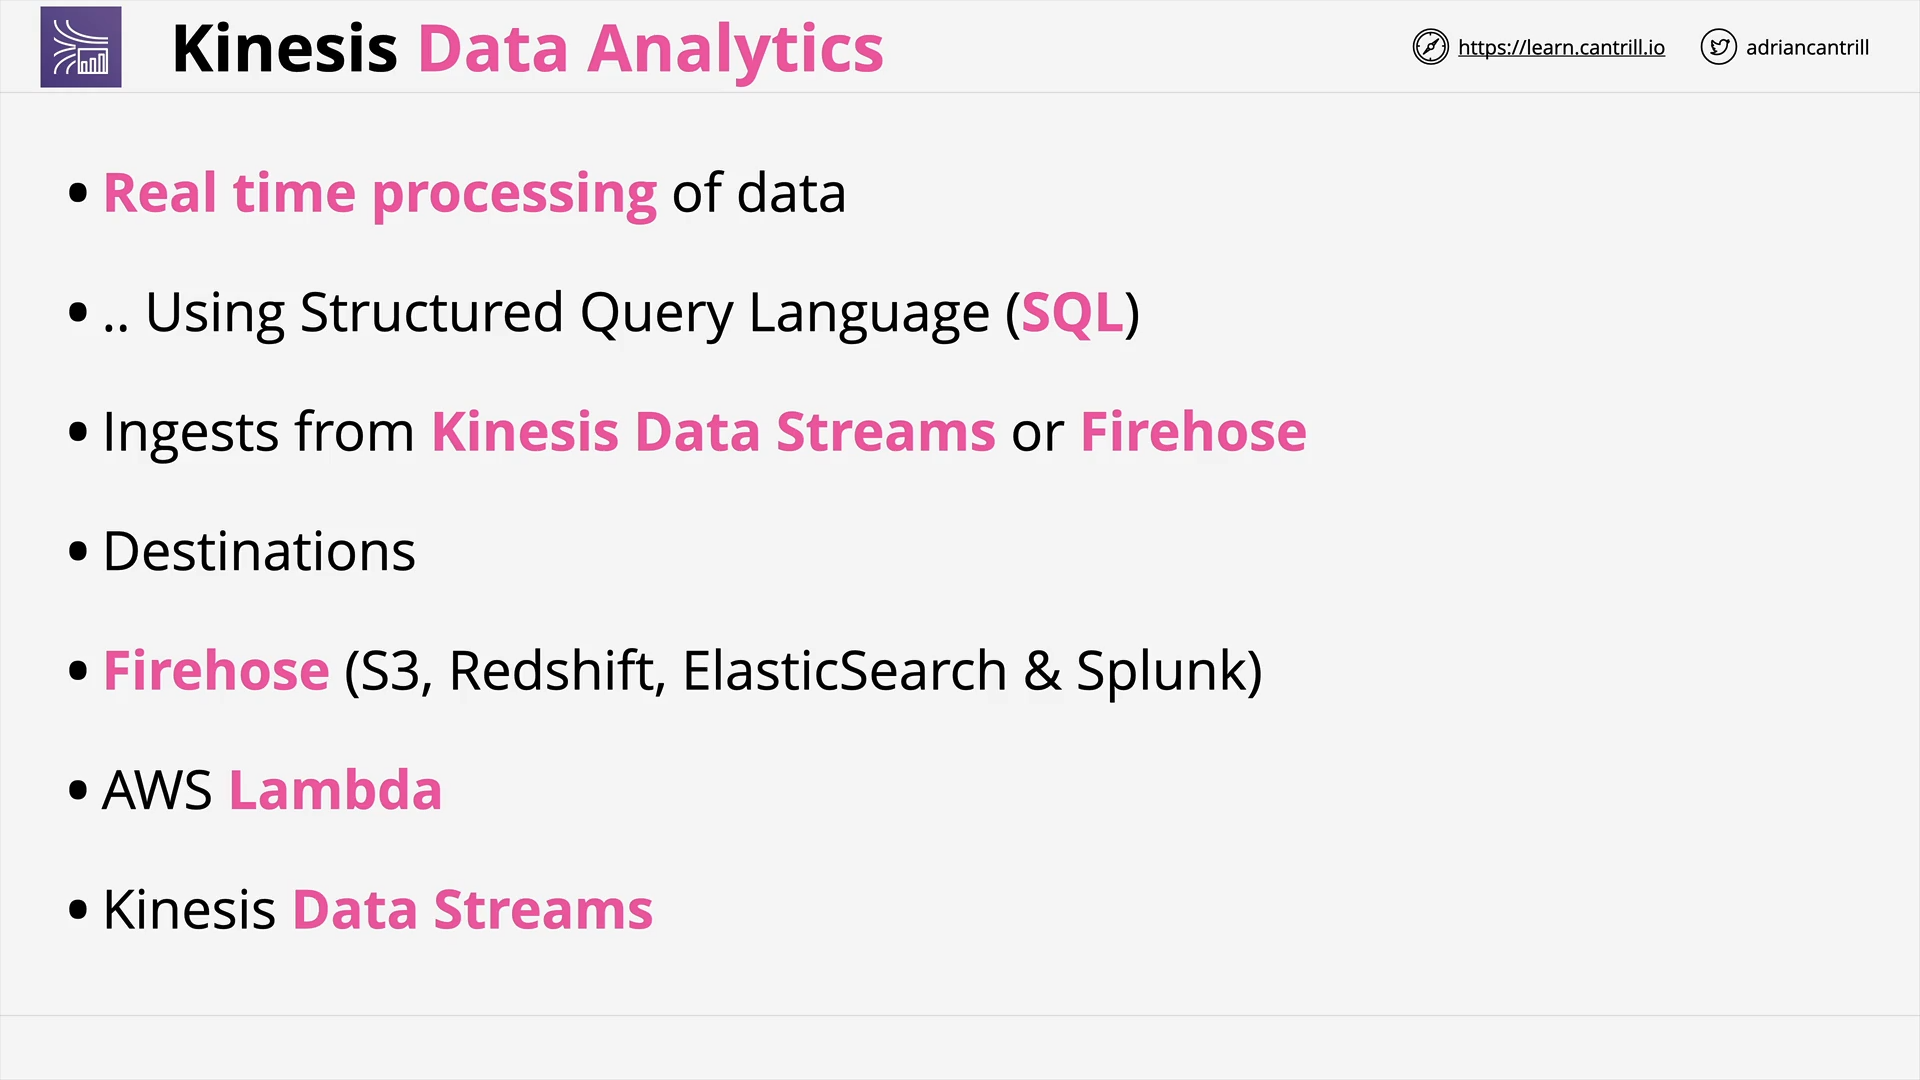 Kinesis Data Analytics
https://learn.cantrill.io
adriancantrill
• Real time processing of data
• .. Using Structured Query Language (SQL)
• Ingests from Kinesis Data Streams or Firehose
• Destinations
• Firehose (S3, Redshift, ElasticSearch & Splunk)
• AWS Lambda
• Kinesis Data Streams